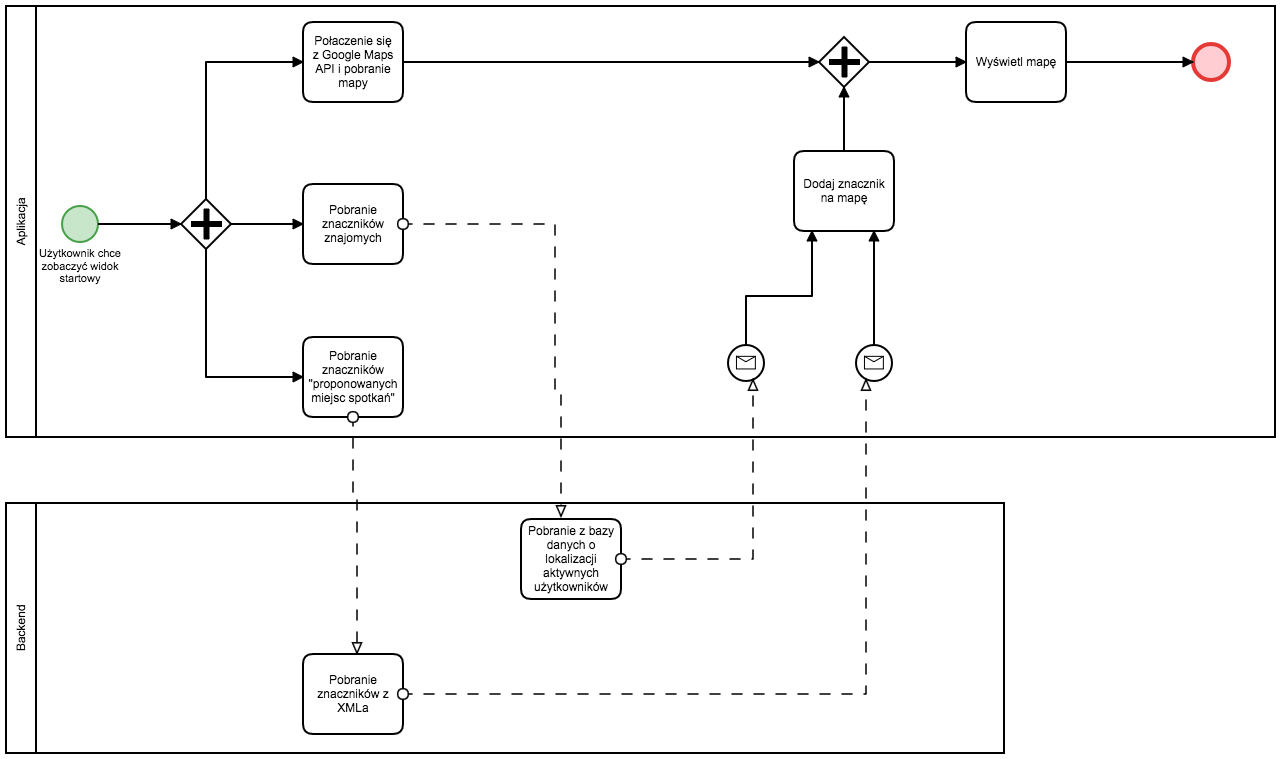 Aplikacja
Połaczenie się
z Google Maps
API i pobranie
mapy
Wyświetl mapę
Dodaj znacznik
na mapę
Użytkownik chce
zobaczyć widok
startowy
Pobranie
znaczników
znajomych
Pobranie
znaczników
"proponowanych
miejsc spotkań"
Backend
Pobranie z bazy
danych o
lokalizacji
aktywnych
użytkowników
Pobranie
znaczników z
XMLa